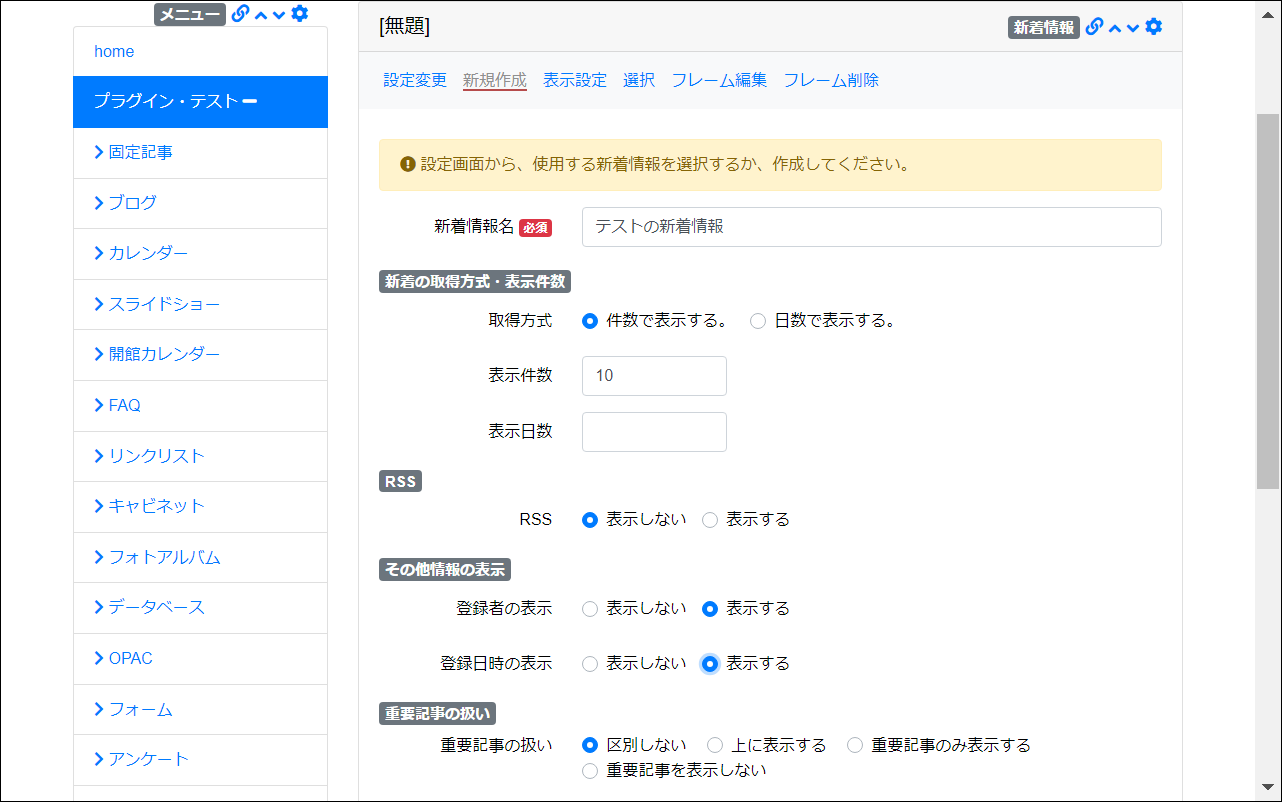 メニュー
home
プラグイン・テスト
固定記事
ブログ
カレンダー
スライドショー
開館カレンダー
FAQ
リンクリスト
キャビネット
フォトアルバム
データベース
OPAC
フォーム
アンケート
[無題]
新着情報
設定変更 新規作成 表示設定 選択 フレーム編集 フレーム削除
設定画面から、使用する新着情報を選択するか、作成してください。
新着情報名 必須 テストの新着情報
新着の取得方式・表示件数
取得方式 件数で表示する。 日数で表示する。
表示件数 10
表示日数
RSS
RSS 表示しない 表示する
その他情報の表示
登録者の表示 表示しない 表示する
登録日時の表示 表示しない 表示する
重要記事の扱い
重要記事の扱い 区別しない 上に表示する 重要記事のみ表示する
重要記事を表示しない